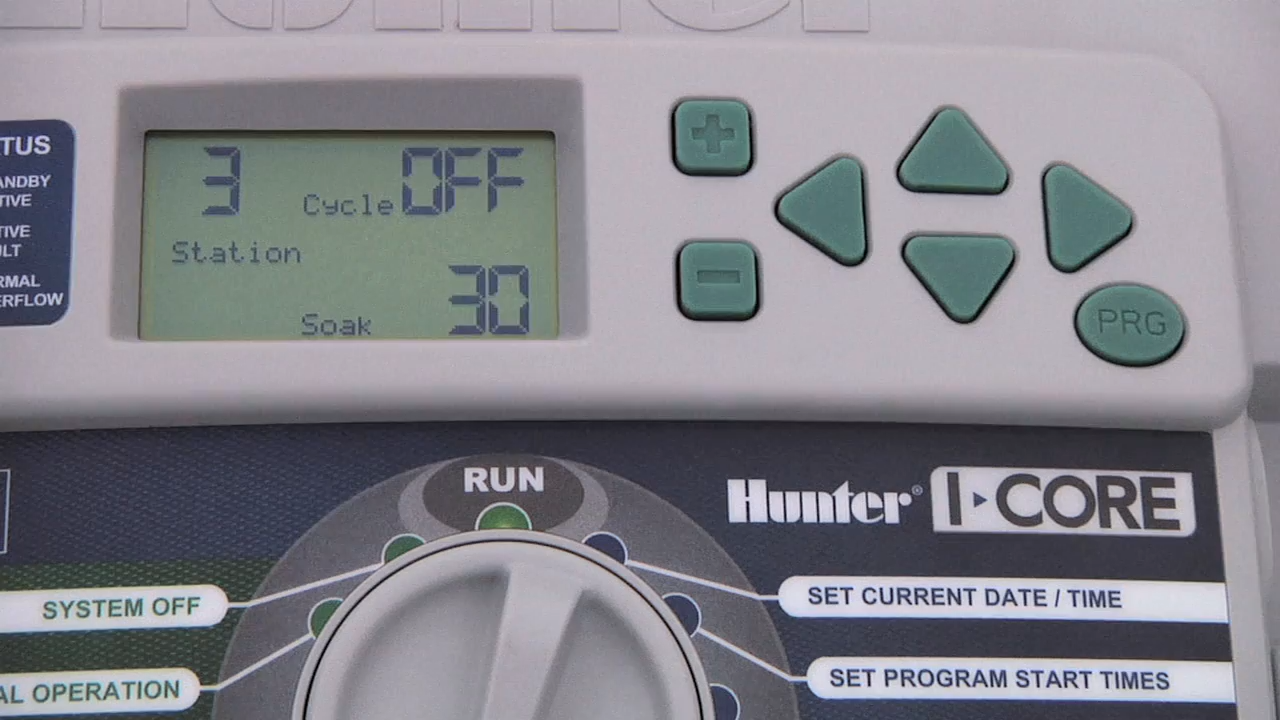 Hunter
TUS
ANDBY
TIVE
TIVE
ULT
RMAL
ERFLOW
3 Cycle OFF
Station
Soak 30
PRG
RUN
Hunter® I CORE
SYSTEM OFF
SET CURRENT DATE / TIME
AL OPERATION
SET PROGRAM START TIMES